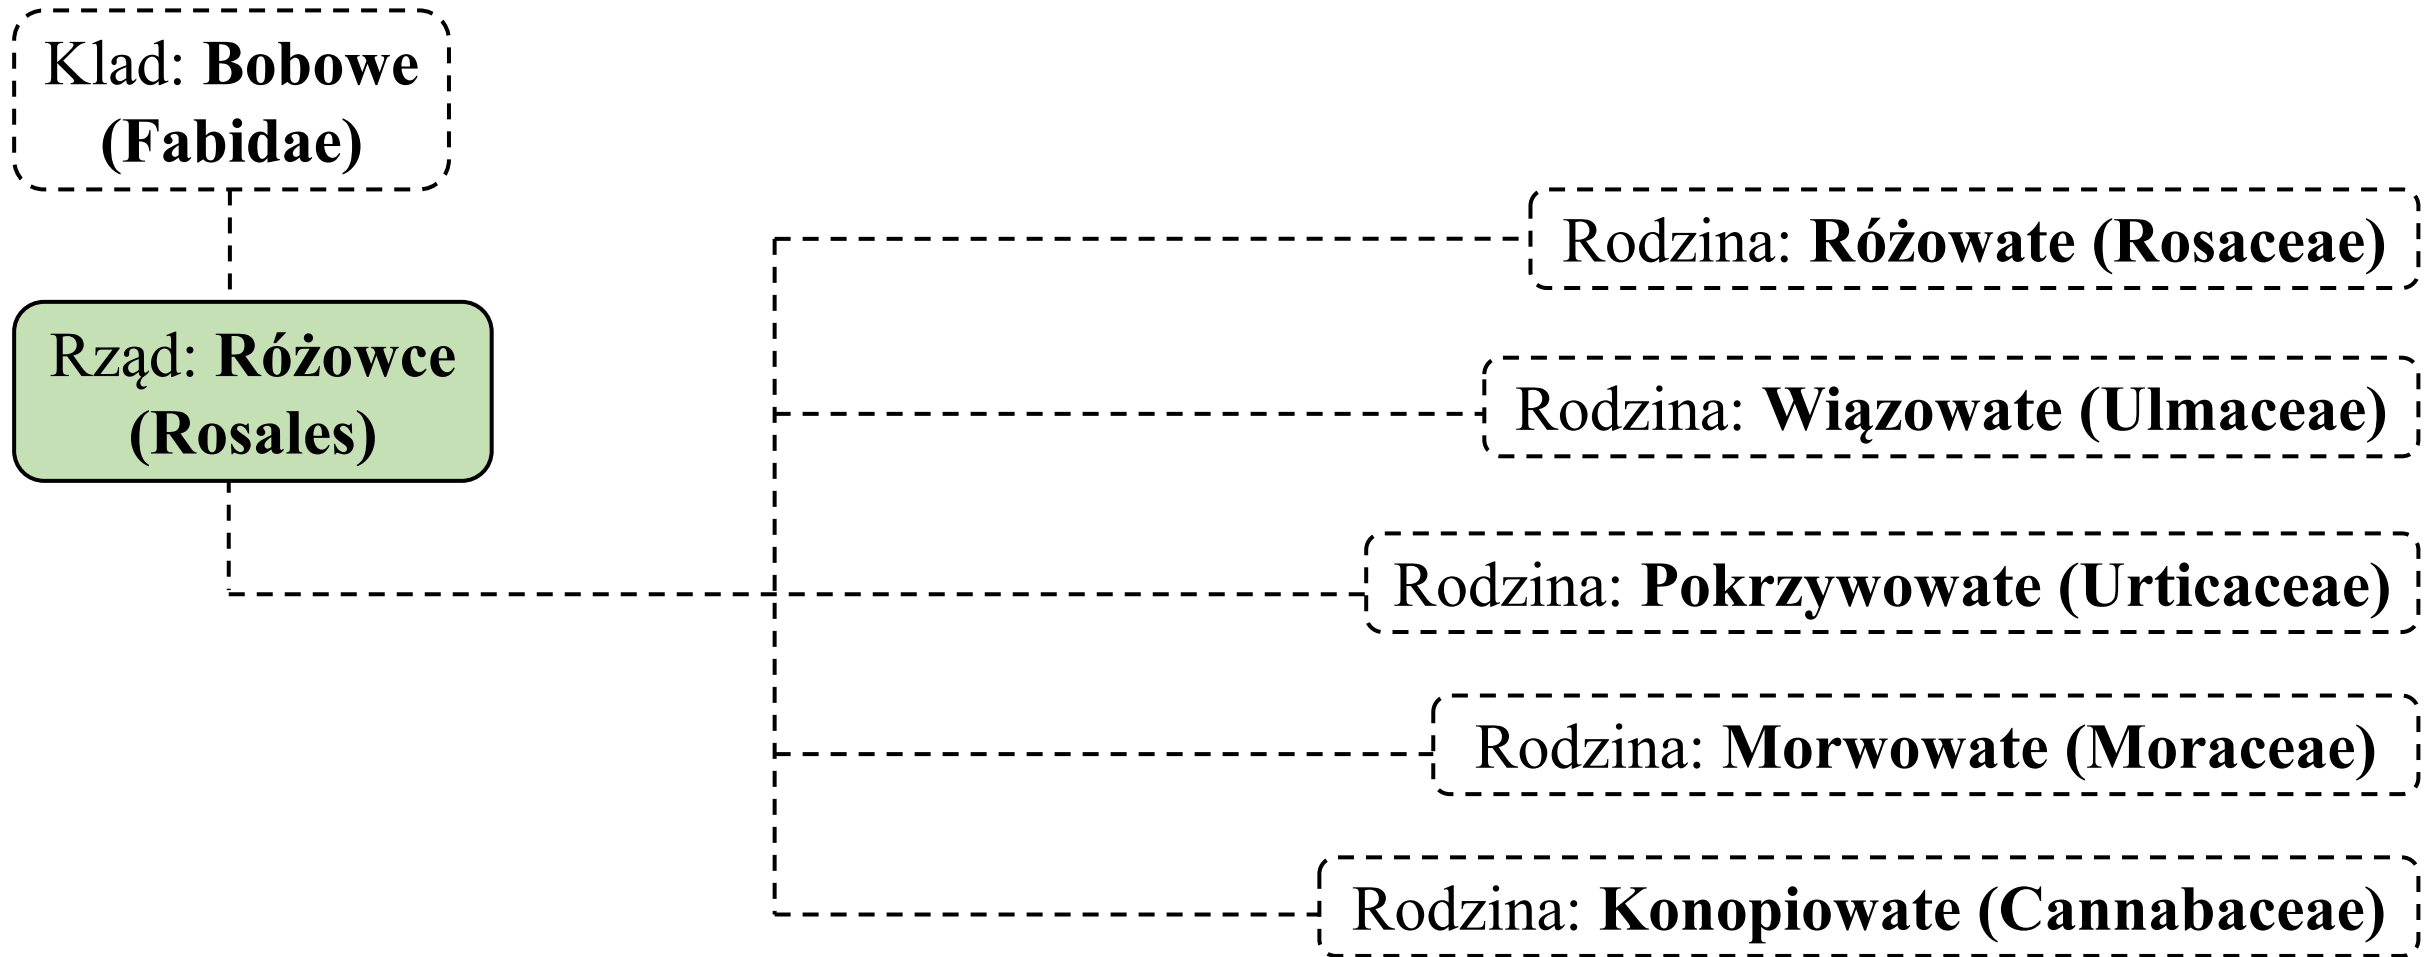 Klad: Bobowe
(Fabidae)
Rząd: Różowce
(Rosales)
Rodzina: Różowate (Rosaceae)
Rodzina: Wiązowate (Ulmaceae)
Rodzina: Pokrzywowate (Urticaceae)
Rodzina: Morwowate (Moraceae)
Rodzina: Konopiowate (Cannabaceae)